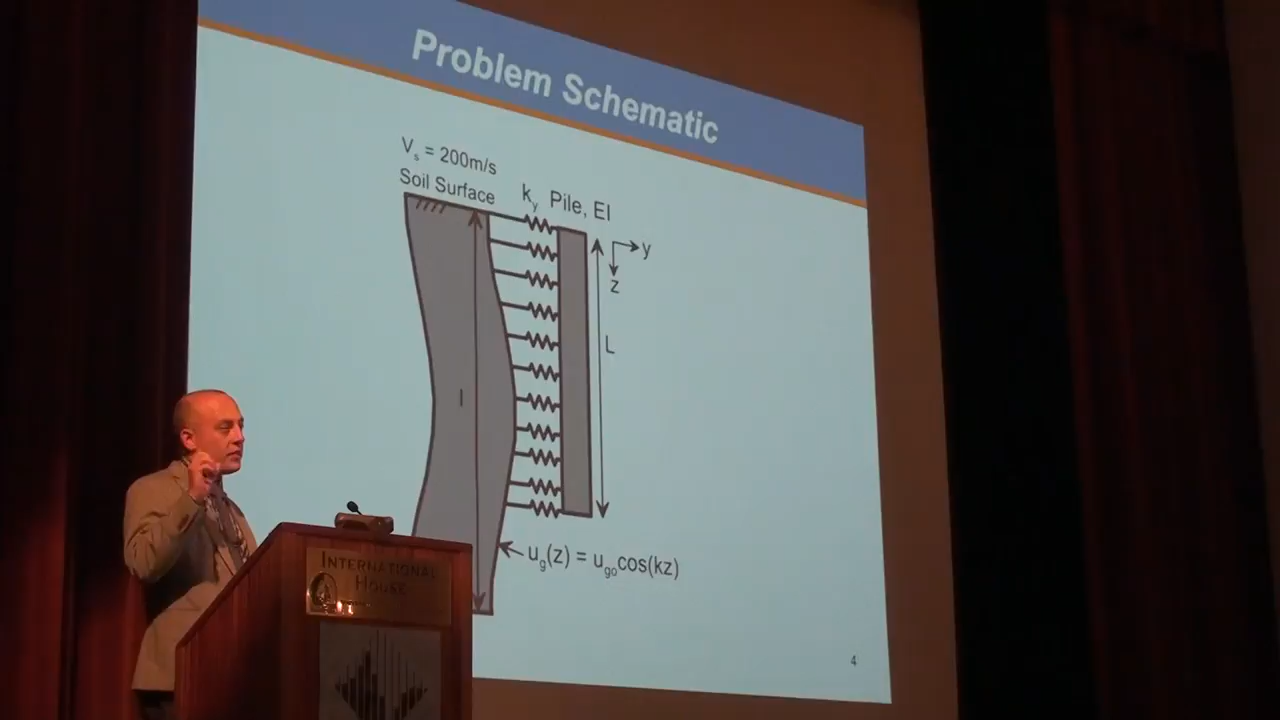 Problem Schematic
Vs = 200m/s
Soil Surface
ky Pile, EI
y
z
L
l
ug(z) = ugocos(kz)
4
INTERNATIONAL
HOUSE